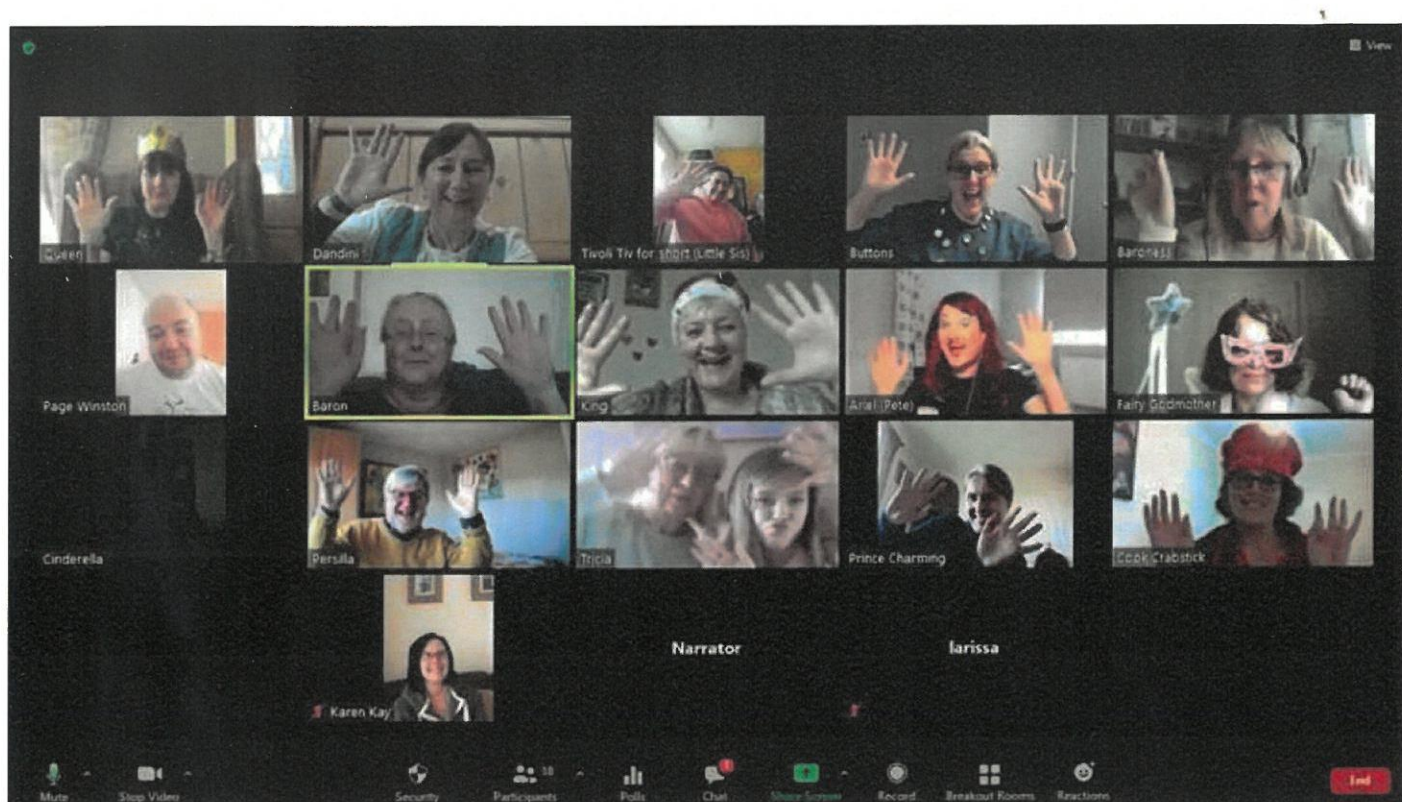 View
Queen
Dandini
Tivoli Tiv for short (Little Sis)
Buttons
Baroness
Page Winston
Baron
King
Ariel (Pete)
Fairy Godmother
Cinderella
Persilla
Tricia
Prince Charming
Cook Crabstick
Karen Kay
Narrator
larissa
Mute
Stop Video
Security
Participants
18
Polls
Chat
1
Share Screen
Record
Breakout Rooms
Reactions
End